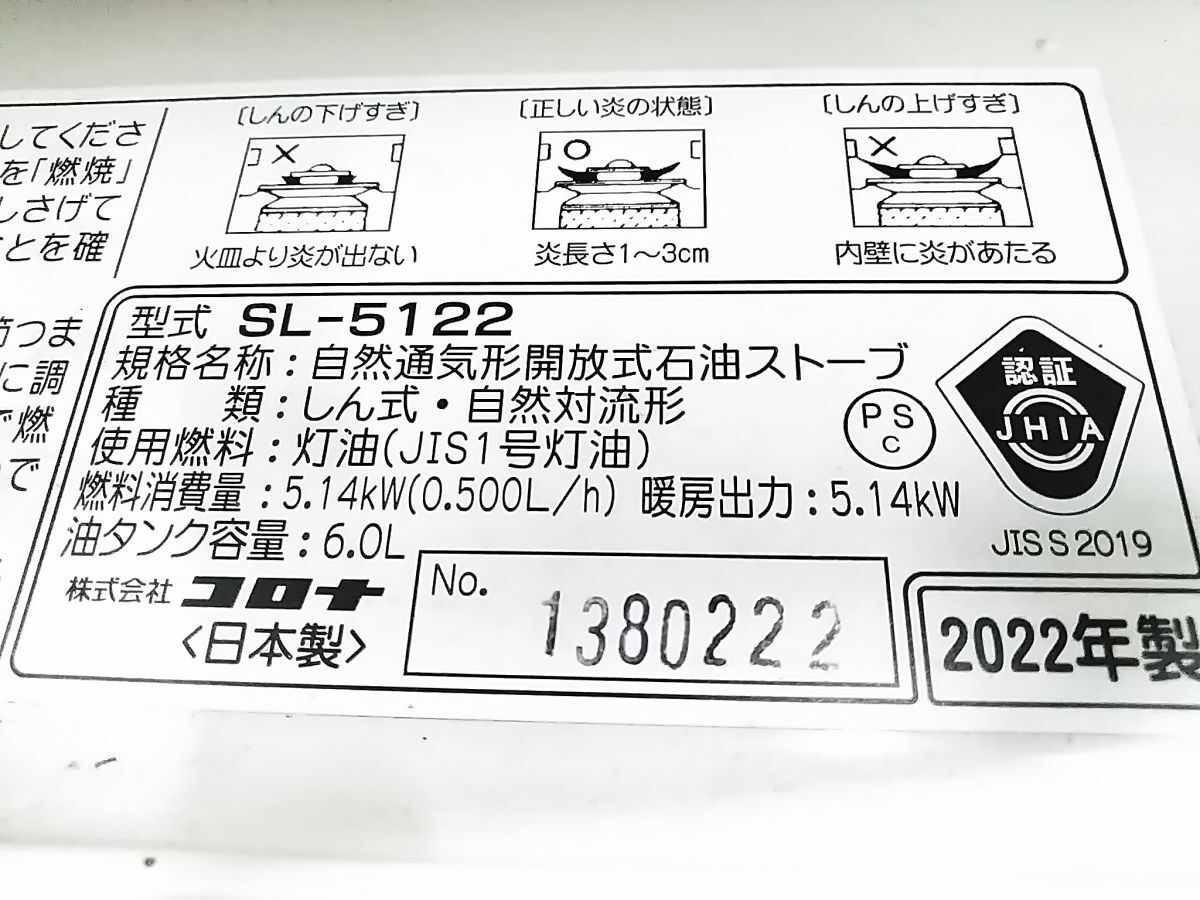 してくださ
を「燃焼」
しさげて
とを確
〔しんの下げすぎ〕
火皿より炎が出ない
〔正しい炎の状態〕
炎長さ1～3cm
〔しんの上げすぎ〕
内壁に炎があたる
つま
に調
燃
で
型式 SL-5122
規格名称：自然通気形開放式石油ストーブ
種 類：しん式・自然対流形
使用燃料：灯油(JIS1号灯油)
燃料消費量：5.14kW(0.500L/h) 暖房出力：5.14kW
油タンク容量：6.0L
株式会社 コロナ
〈日本製〉
No. 1380222
PS
C
認証
JHIA
JIS S 2019
2022年製